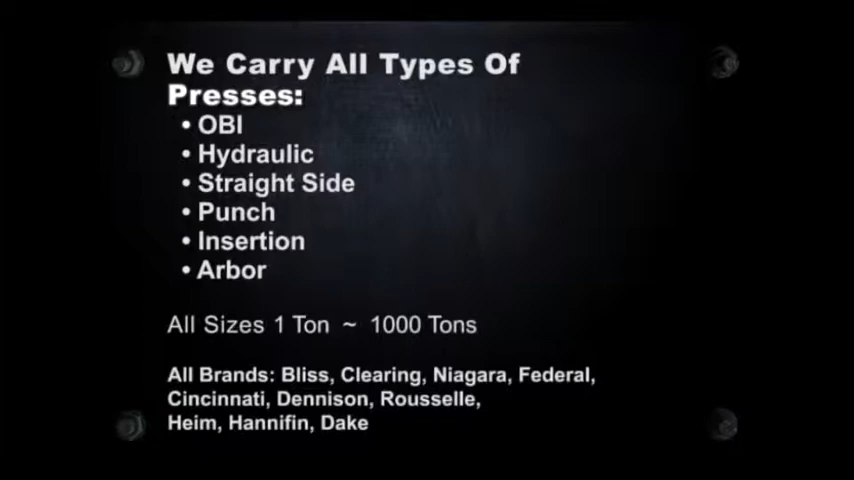 We Carry All Types Of
Presses:
• OBI
• Hydraulic
• Straight Side
• Punch
• Insertion
• Arbor
All Sizes 1 Ton ~ 1000 Tons
All Brands: Bliss, Clearing, Niagara, Federal,
Cincinnati, Dennison, Rousselle,
Heim, Hannifin, Dake